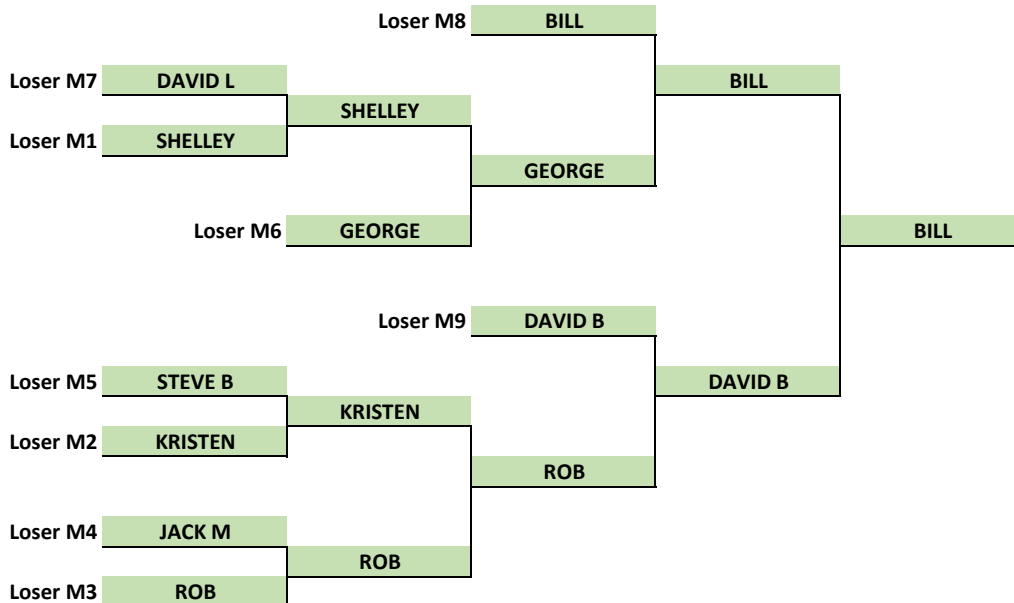 Loser M8 BILL
Loser M7 DAVID L BILL
SHELLEY
Loser M1 SHELLEY
GEORGE
Loser M6 GEORGE BILL
Loser M9 DAVID B
Loser M5 STEVE B DAVID B
KRISTEN
Loser M2 KRISTEN
ROB
Loser M4 JACK M
ROB
Loser M3 ROB